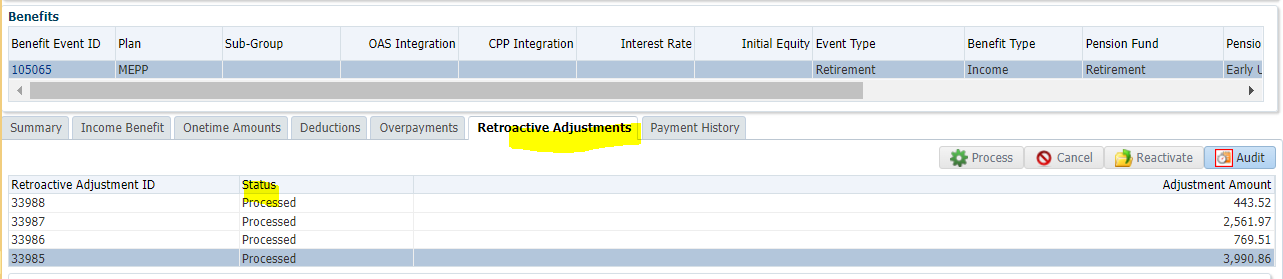 Benefits
Benefit Event ID Plan Sub-Group OAS Integration CPP Integration Interest Rate Initial Equity Event Type Benefit Type Pension Fund Pensio
105065 MEPP Retirement Income Retirement Early U
Summary Income Benefit Onetime Amounts Deductions Overpayments Retroactive Adjustments Payment History
Process Cancel Reactivate Audit
Retroactive Adjustment ID Status Adjustment Amount
33988 Processed 443.52
33987 Processed 2,561.97
33986 Processed 769.51
33985 Processed 3,990.86